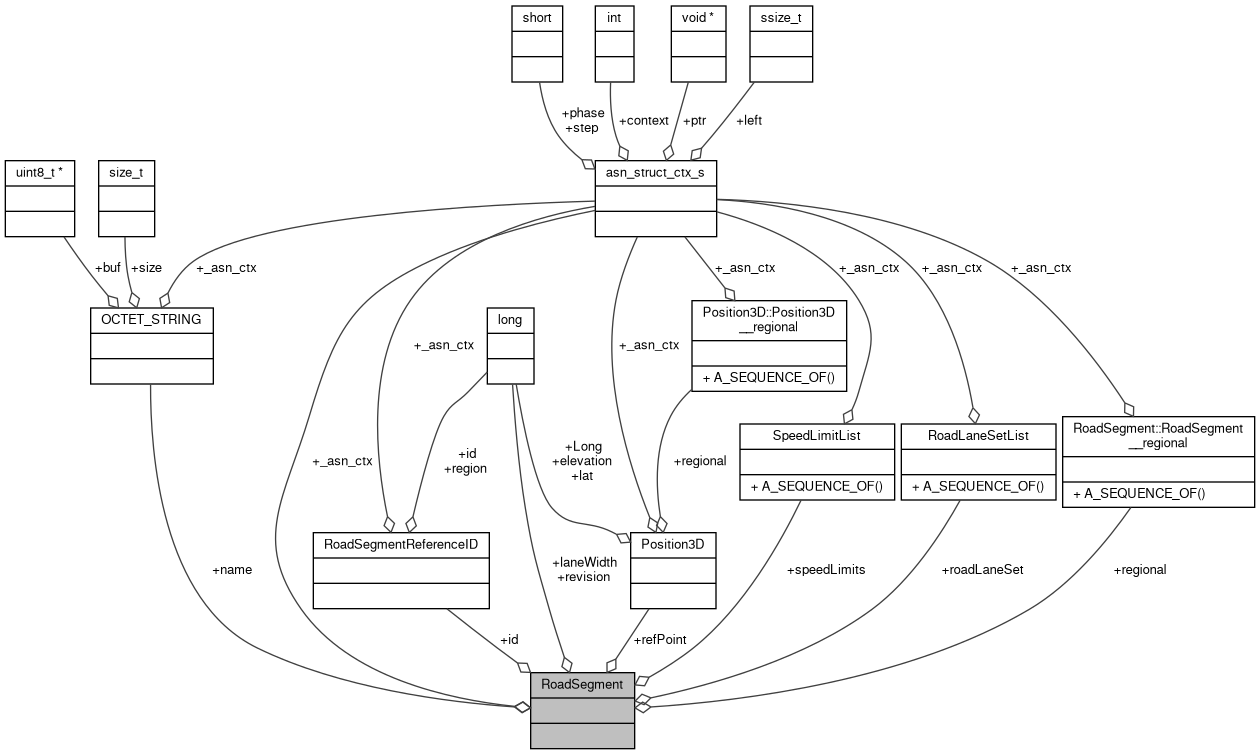 short
int
void *
ssize_t
+phase
+step
+context
+ptr
+left
uint8_t *
size_t
asn_struct_ctx_s
+buf
+size
+_asn_ctx
+_asn_ctx
+_asn_ctx
+_asn_ctx
+_asn_ctx
OCTET_STRING
long
Position3D::Position3D
__regional
+ A_SEQUENCE_OF()
+_asn_ctx
+_asn_ctx
SpeedLimitList
+ A_SEQUENCE_OF()
RoadLaneSetList
+ A_SEQUENCE_OF()
RoadSegment::RoadSegment
__regional
+ A_SEQUENCE_OF()
+_asn_ctx
+id
+region
+Long
+elevation
+lat
+regional
RoadSegmentReferenceID
Position3D
+name
+laneWidth
+revision
+speedLimits
+roadLaneSet
+regional
+id
+refPoint
RoadSegment